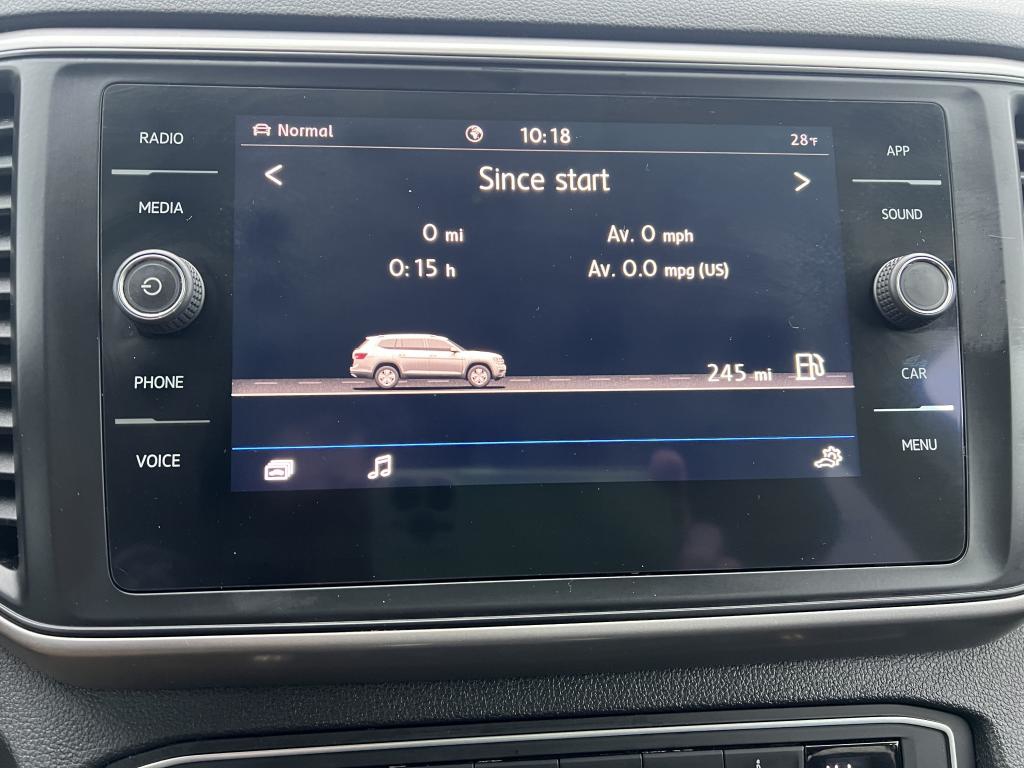 RADIO
MEDIA
PHONE
VOICE
Normal 10:18 28°F
< Since start >
0 mi Av. 0 mph
0:15 h Av. 0.0 mpg (US)
245 mi
APP
SOUND
CAR
MENU